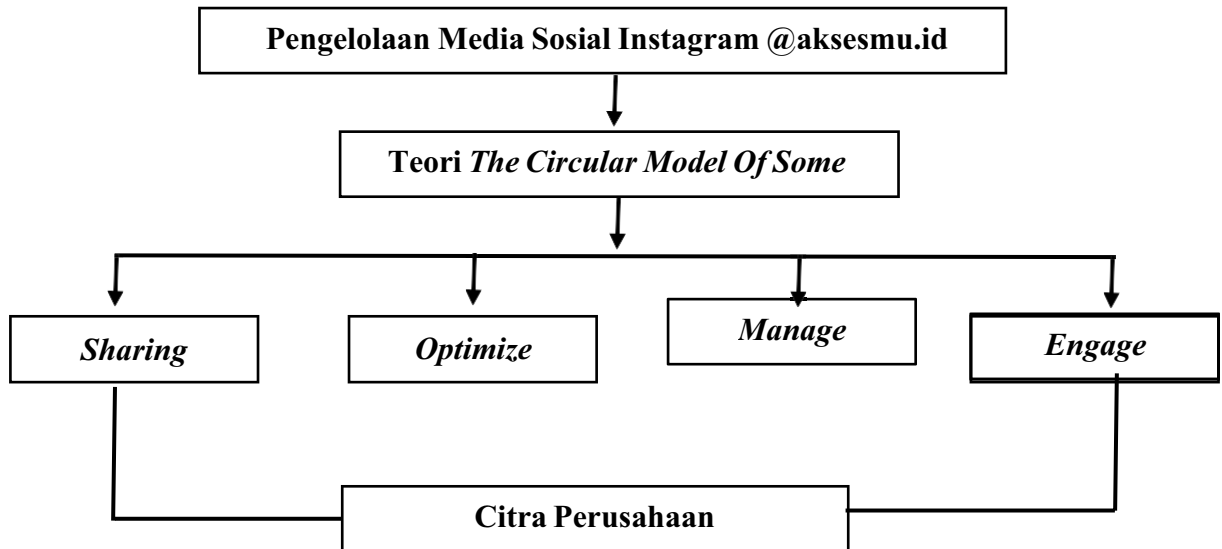 Pengelolaan Media Sosial Instagram @aksesmu.id
Teori The Circular Model Of Some
Sharing
Optimize
Manage
Engage
Citra Perusahaan